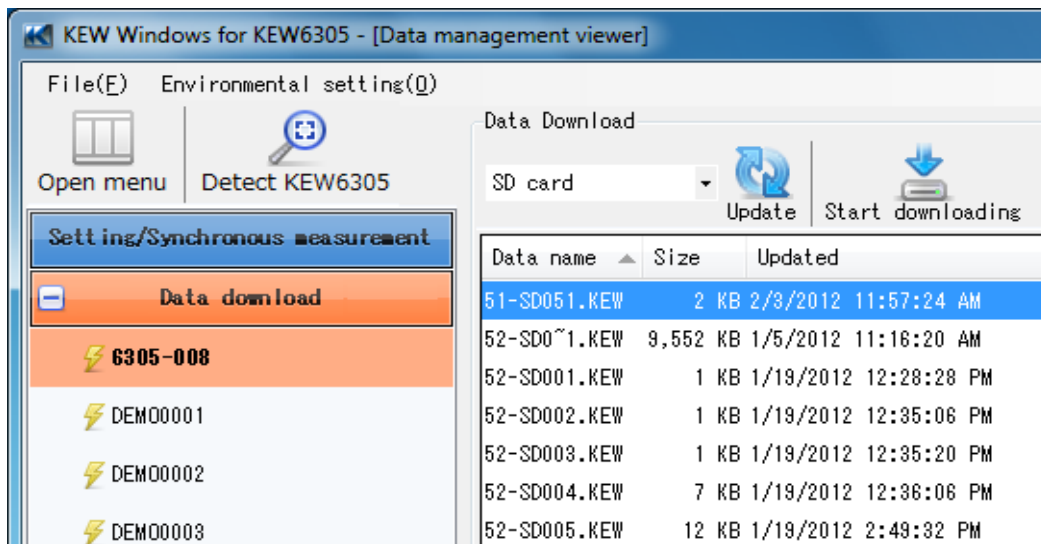 KEW Windows for KEW6305 - [Data management viewer]
File(F) Environmental setting(O)
Open menu
Detect KEW6305
Setting/Synchronous measurement
Data download
6305-008
DEMO0001
DEMO0002
DEMO0003
Data Download
SD card
Update
Start downloading
Data name Size Updated
51-SD051.KEW 2 KB 2/3/2012 11:57:24 AM
52-SD0~1.KEW 9,552 KB 1/5/2012 11:16:20 AM
52-SD001.KEW 1 KB 1/19/2012 12:28:28 PM
52-SD002.KEW 1 KB 1/19/2012 12:35:06 PM
52-SD003.KEW 1 KB 1/19/2012 12:35:20 PM
52-SD004.KEW 7 KB 1/19/2012 12:36:06 PM
52-SD005.KEW 12 KB 1/19/2012 2:49:32 PM